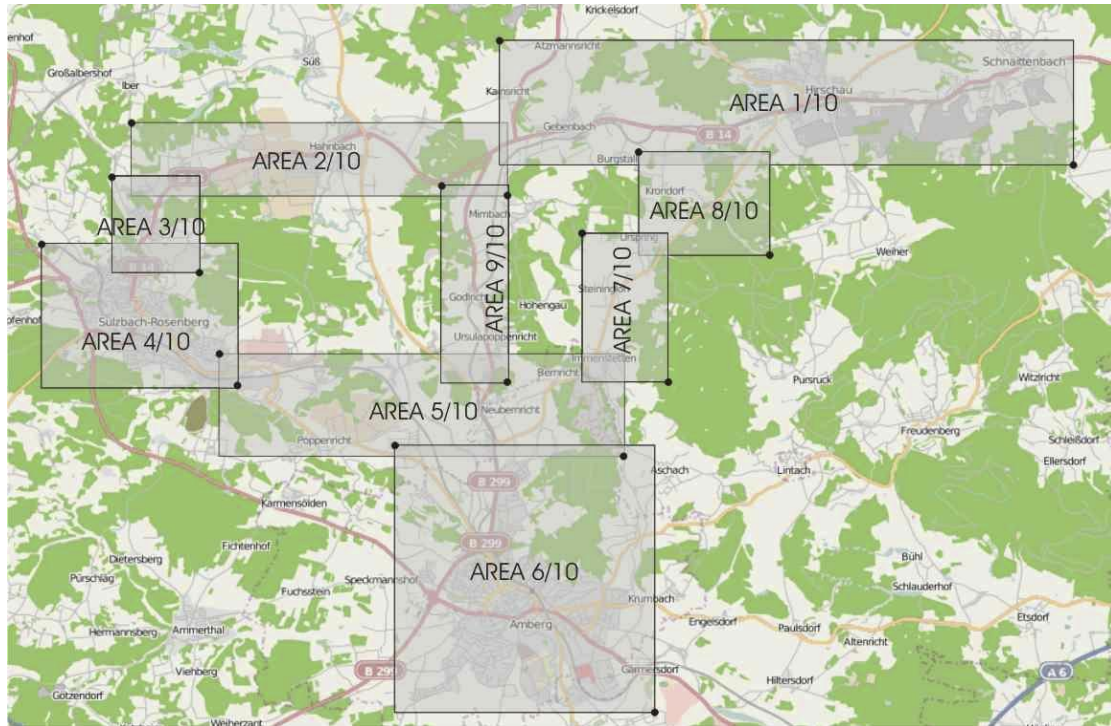 Krickelsdorf
Atzmannsricht
Süß
Schnaittenbach
Großalbershof
Iber
Kainsricht
Hirschau
AREA 1/10
Gebenbach
B 14
Hahnbach
AREA 2/10
Burgstall
Krondorf
AREA 8/10
AREA 3/10
Mimbach
AREA 9/10
Urspring
AREA 7/10
Weiher
Steiningloh
Godlricht
Hohengau
Sulzbach-Rosenberg
AREA 4/10
Ursulapoppenricht
Immenstetten
Bernricht
Pursruck
Witzlricht
AREA 5/10
Neubernricht
Poppenricht
Freudenberg
Schleißdorf
Ellersdorf
Aschach
Lintach
B 299
Karmensölden
B 299
Fichtenhof
Dietersberg
Pürschläg
Speckmannshof
AREA 6/10
Fuchsstein
Bühl
Schlauderhof
Krumbach
Etsdorf
Hermannsberg
Ammerthal
Amberg
Engelsdorf
Paulsdorf
Altenricht
Viehberg
B 299
Gärmersdorf
Hiltersdorf
A 6
Götzendorf
Weiherzant